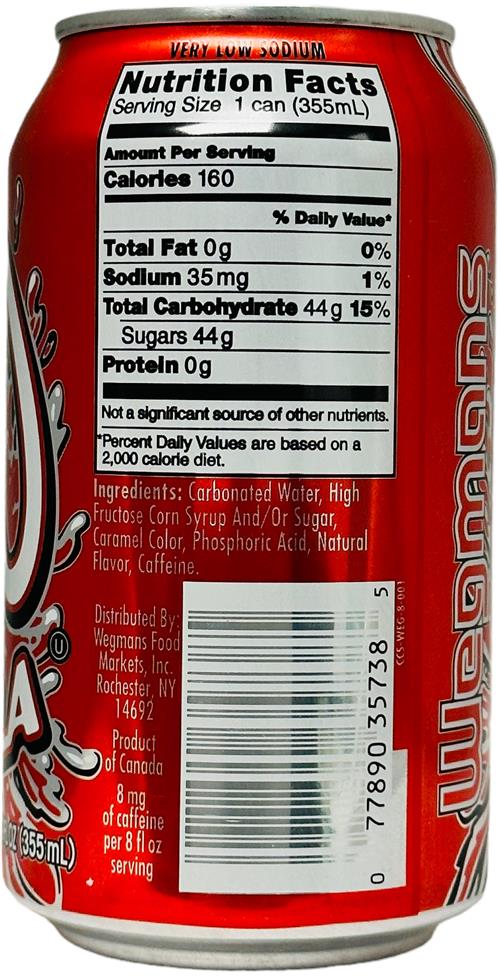 VERY LOW SODIUM
Nutrition Facts
Serving Size 1 can (355mL)
Amount Per Serving
Calories 160
% Daily Value*
Total Fat 0g 0%
Sodium 35mg 1%
Total Carbohydrate 44g 15%
Sugars 44g
Protein 0g
Not a significant source of other nutrients.
*Percent Daily Values are based on a
2,000 calorie diet.
Ingredients: Carbonated Water, High
Fructose Corn Syrup And/Or Sugar,
Caramel Color, Phosphoric Acid, Natural
Flavor, Caffeine.
Distributed By:
Wegmans Food
Markets, Inc.
Rochester, NY
14692
Product
of Canada
8 mg
of caffeine
per 8 fl oz
serving
0 77890 35738 5
CCS-WEG-8-001
U
A
(355 mL)
Wegmans